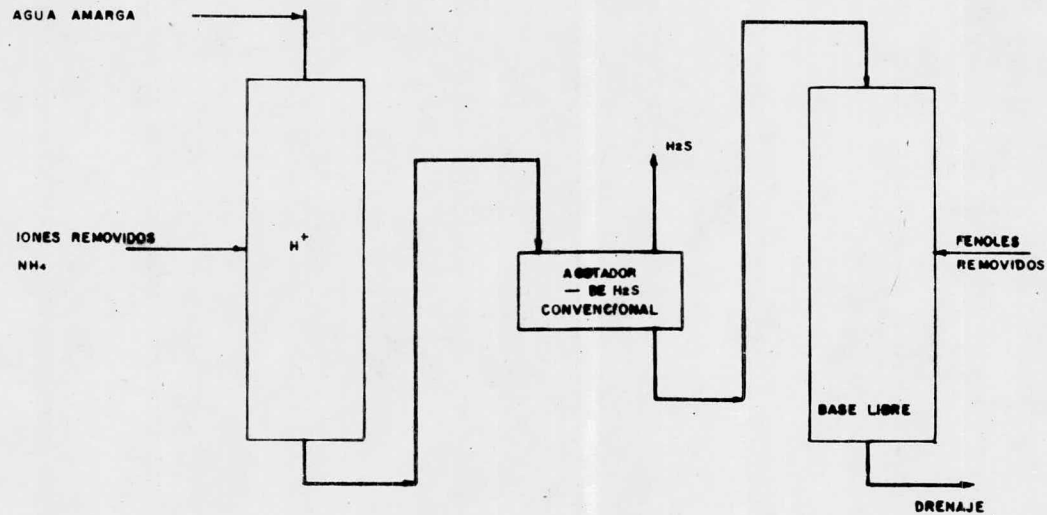 AGUA AMARGA
H2S
IONES REMOVIDOS
NH4
H+
AGOTADOR
— DE H2S
CONVENCIONAL
FENOLES
REMOVIDOS
BASE LIBRE
DRENAJE